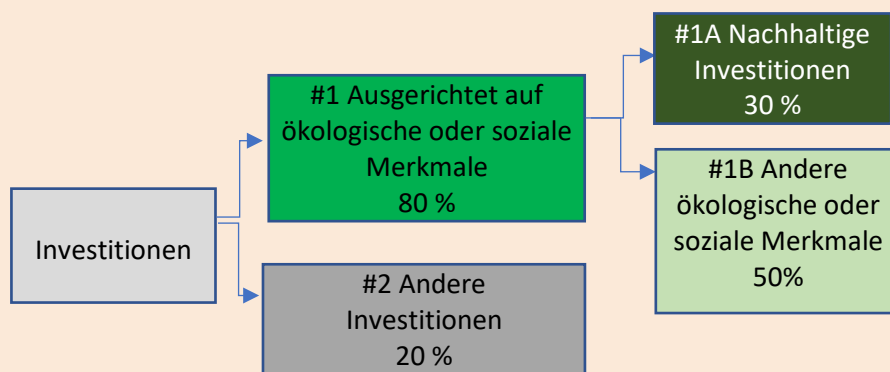 Investitionen
#1 Ausgerichtet auf
ökologische oder soziale
Merkmale
80 %
#2 Andere
Investitionen
20 %
#1A Nachhaltige
Investitionen
30 %
#1B Andere
ökologische oder
soziale Merkmale
50%